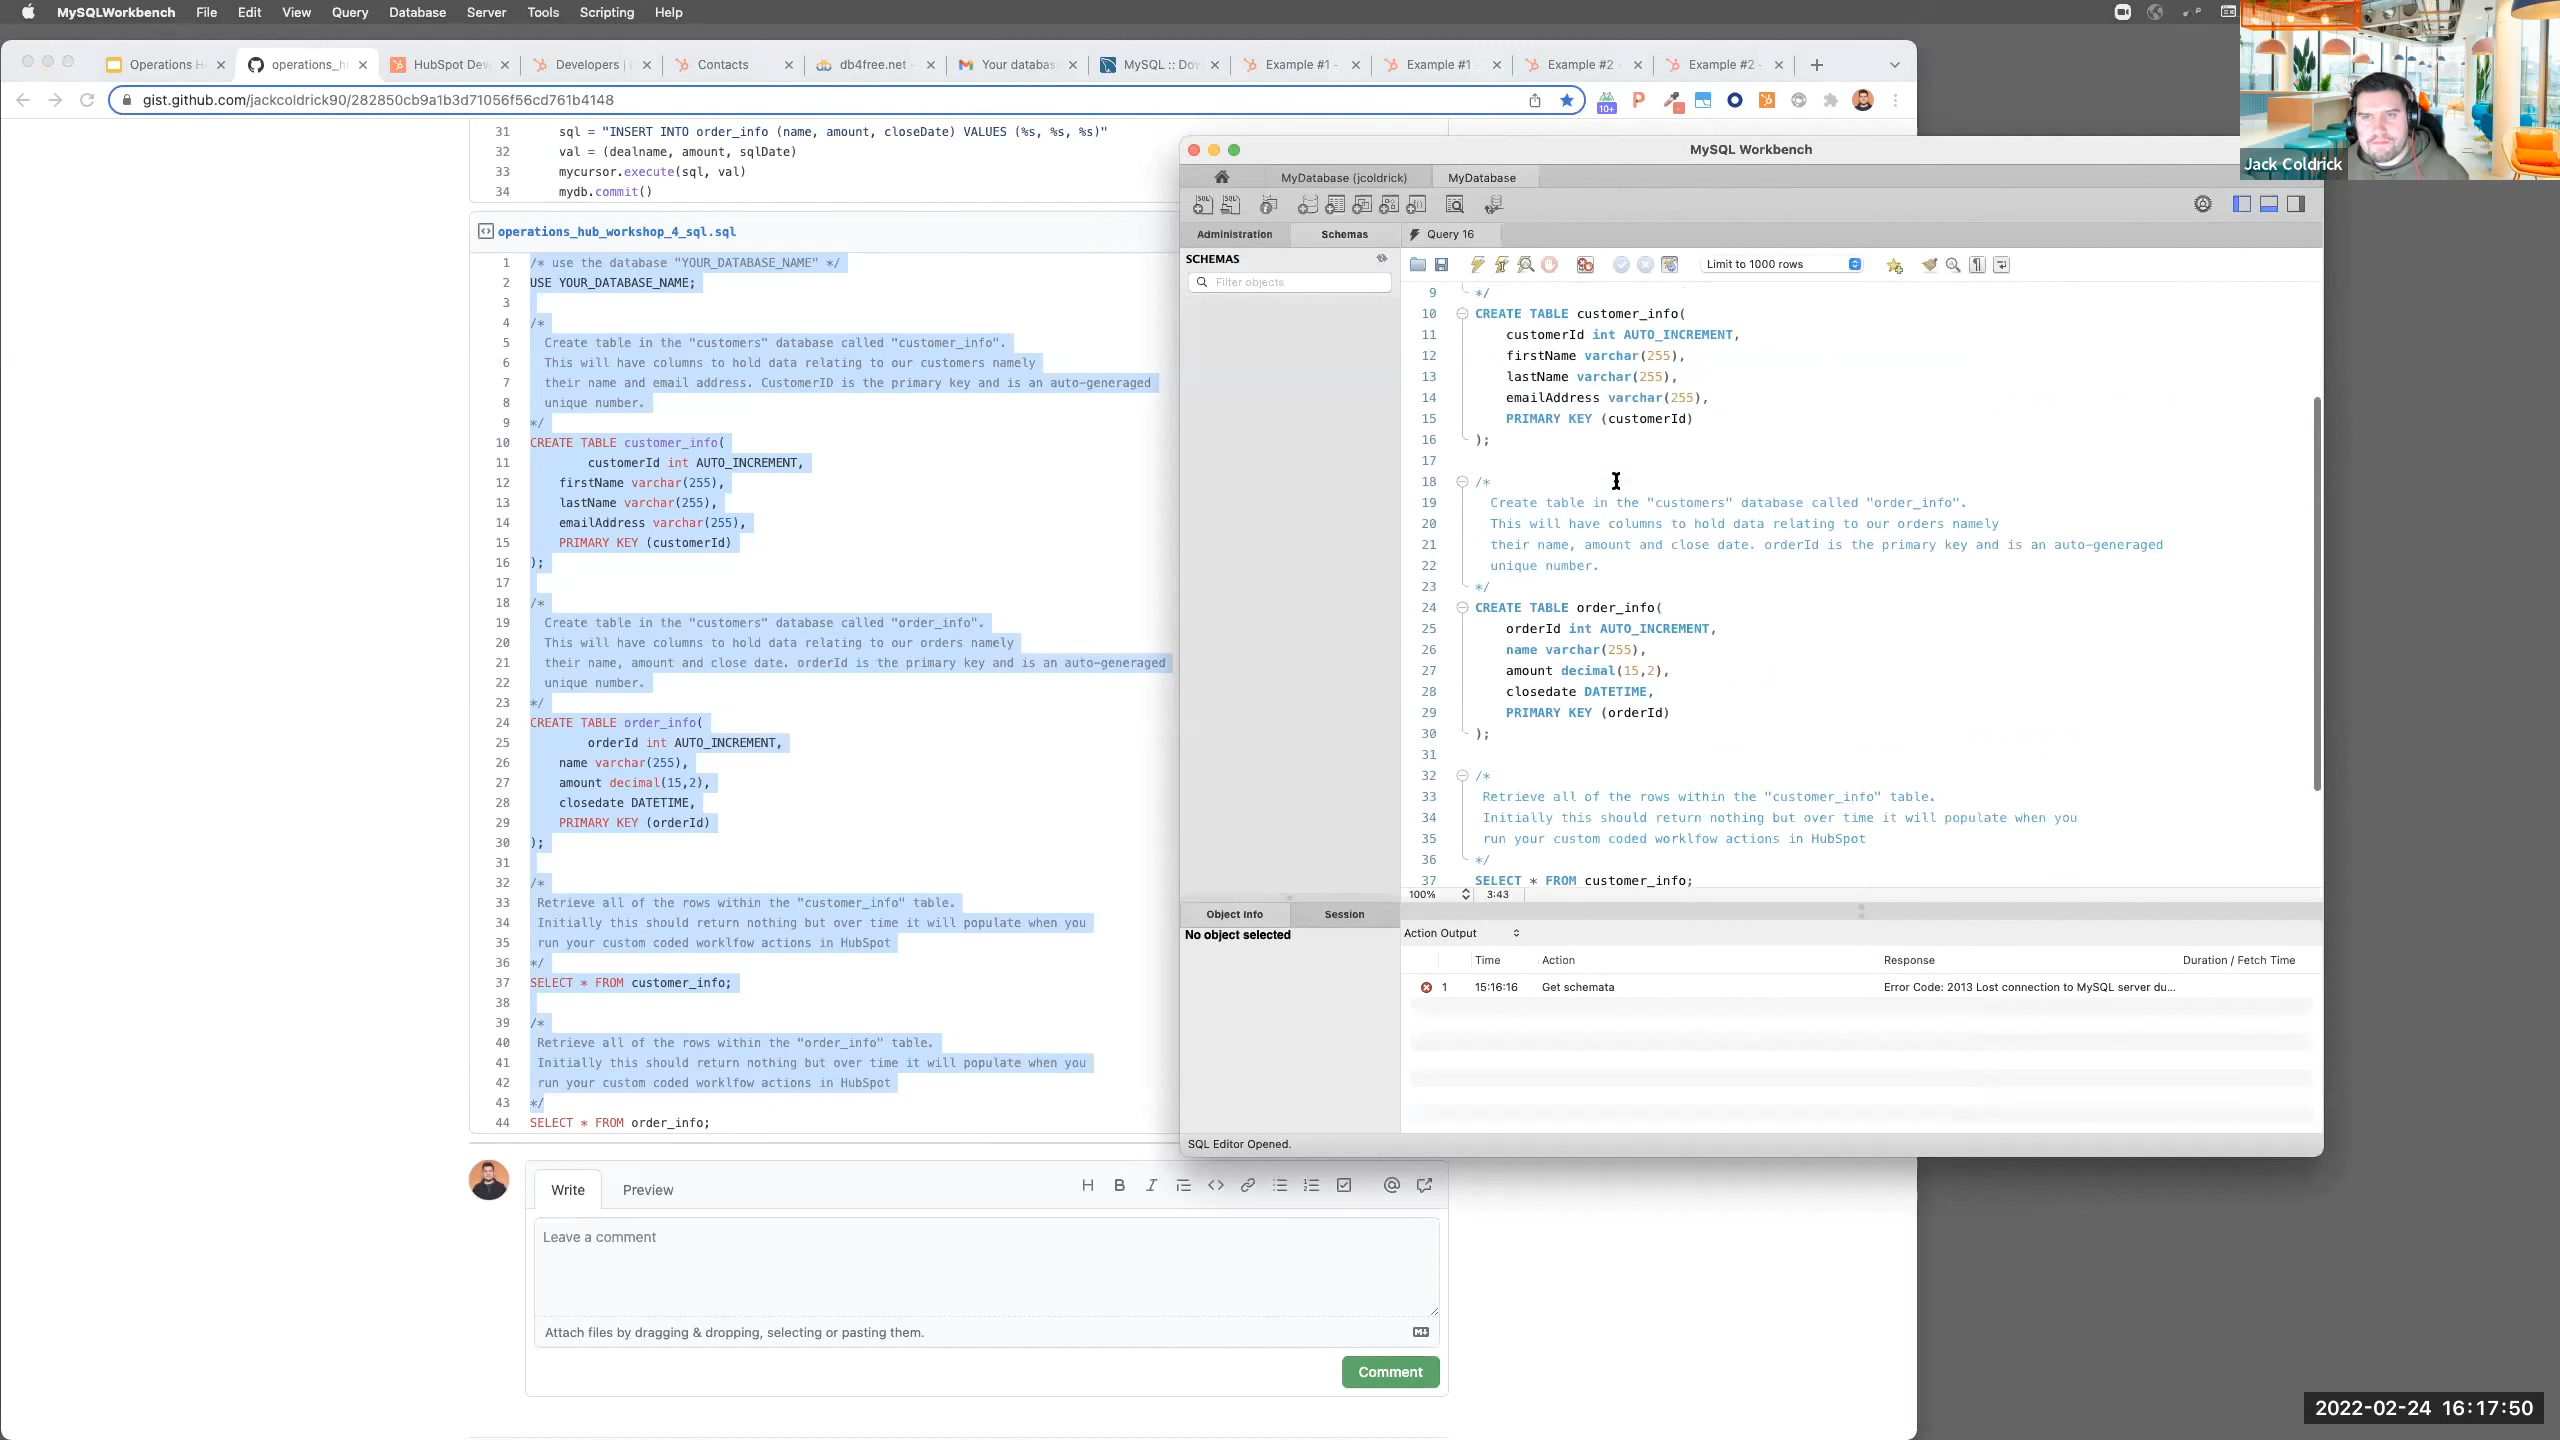 MySQLWorkbench File Edit View Query Database Server Tools Scripting Help
Operations H
operations_h
HubSpot Dev
Developers |
Contacts
db4free.net -
Your databas
MySQL :: Dow
Example #1 -
Example #1 -
Example #2 -
Example #2 -
gist.github.com/jackcoldrick90/282850cb9a1b3d71056f56cd761b4148
10+
Jack Coldrick
31 sql = "INSERT INTO order_info (name, amount, closeDate) VALUES (%s, %s, %s)"
32 val = (dealname, amount, sqlDate)
33 mycursor.execute(sql, val)
34 mydb.commit()
operations_hub_workshop_4_sql.sql
1 /* use the database "YOUR_DATABASE_NAME" */
2 USE YOUR_DATABASE_NAME;
3
4 /*
5 Create table in the "customers" database called "customer_info".
6 This will have columns to hold data relating to our customers namely
7 their name and email address. CustomerID is the primary key and is an auto-generaged
8 unique number.
9 */
10 CREATE TABLE customer_info(
11 customerId int AUTO_INCREMENT,
12 firstName varchar(255),
13 lastName varchar(255),
14 emailAddress varchar(255),
15 PRIMARY KEY (customerId)
16 );
17
18 /*
19 Create table in the "customers" database called "order_info".
20 This will have columns to hold data relating to our orders namely
21 their name, amount and close date. orderId is the primary key and is an auto-generaged
22 unique number.
23 */
24 CREATE TABLE order_info(
25 orderId int AUTO_INCREMENT,
26 name varchar(255),
27 amount decimal(15,2),
28 closedate DATETIME,
29 PRIMARY KEY (orderId)
30 );
31
32 /*
33 Retrieve all of the rows within the "customer_info" table.
34 Initially this should return nothing but over time it will populate when you
35 run your custom coded worklfow actions in HubSpot
36 */
37 SELECT * FROM customer_info;
38
39 /*
40 Retrieve all of the rows within the "order_info" table.
41 Initially this should return nothing but over time it will populate when you
42 run your custom coded worklfow actions in HubSpot
43 */
44 SELECT * FROM order_info;
Write Preview
Leave a comment
Attach files by dragging & dropping, selecting or pasting them.
Comment
MySQL Workbench
MyDatabase (jcoldrick) MyDatabase
Administration Schemas Query 16
SCHEMAS
Filter objects
Limit to 1000 rows
9 */
10 CREATE TABLE customer_info(
11 customerId int AUTO_INCREMENT,
12 firstName varchar(255),
13 lastName varchar(255),
14 emailAddress varchar(255),
15 PRIMARY KEY (customerId)
16 );
17
18 /*
19 Create table in the "customers" database called "order_info".
20 This will have columns to hold data relating to our orders namely
21 their name, amount and close date. orderId is the primary key and is an auto-generaged
22 unique number.
23 */
24 CREATE TABLE order_info(
25 orderId int AUTO_INCREMENT,
26 name varchar(255),
27 amount decimal(15,2),
28 closedate DATETIME,
29 PRIMARY KEY (orderId)
30 );
31
32 /*
33 Retrieve all of the rows within the "customer_info" table.
34 Initially this should return nothing but over time it will populate when you
35 run your custom coded worklfow actions in HubSpot
36 */
37 SELECT * FROM customer_info;
100% 3:43
Object Info Session
No object selected
Action Output
Time Action Response Duration / Fetch Time
1 15:16:16 Get schemata Error Code: 2013 Lost connection to MySQL server du...
SQL Editor Opened.
2022-02-24 16:17:50